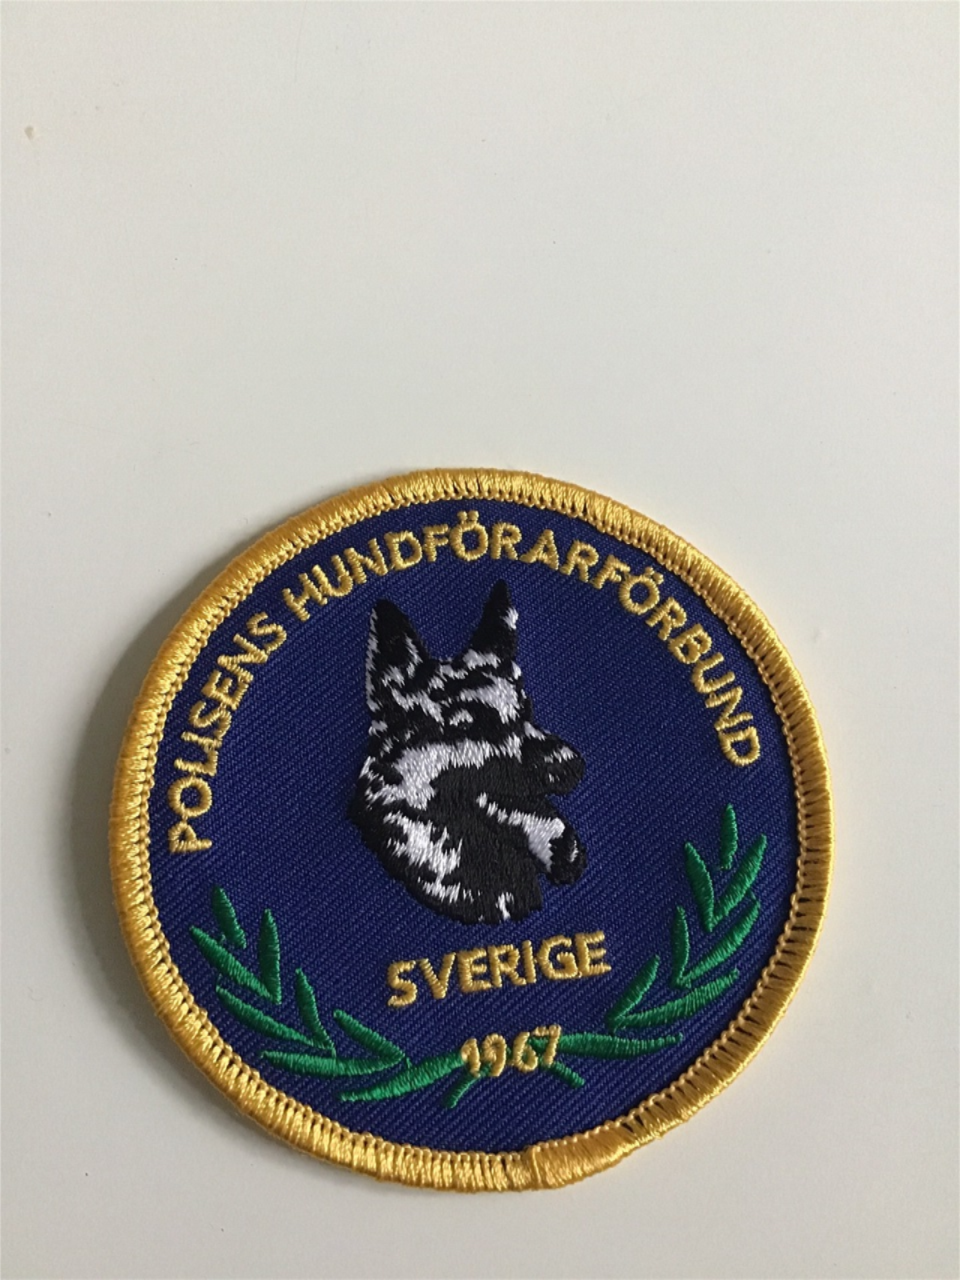 POLISENS HUNDFÖRARFÖRBUND
SVERIGE
1967